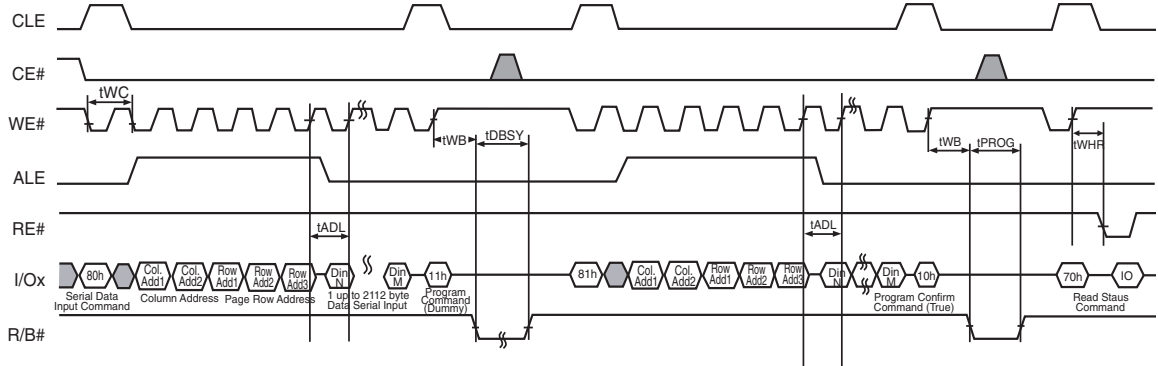 CLE
CE#
tWC
WE#
tWB
tDBSY
tWB
tPROG
tWHR
ALE
RE#
tADL
tADL
I/Ox
80h
Col.
Add1
Col.
Add2
Row
Add1
Row
Add2
Row
Add3
Din
N
Din
M
11h
81h
Col.
Add1
Col.
Add2
Row
Add1
Row
Add2
Row
Add3
Din
N
Din
M
10h
70h
IO
Serial Data
Input Command
Column Address
Page Row Address
1 up to 2112 byte
Data Serial Input
Program
Command
(Dummy)
Program Confirm
Command (True)
Read Staus
Command
R/B#